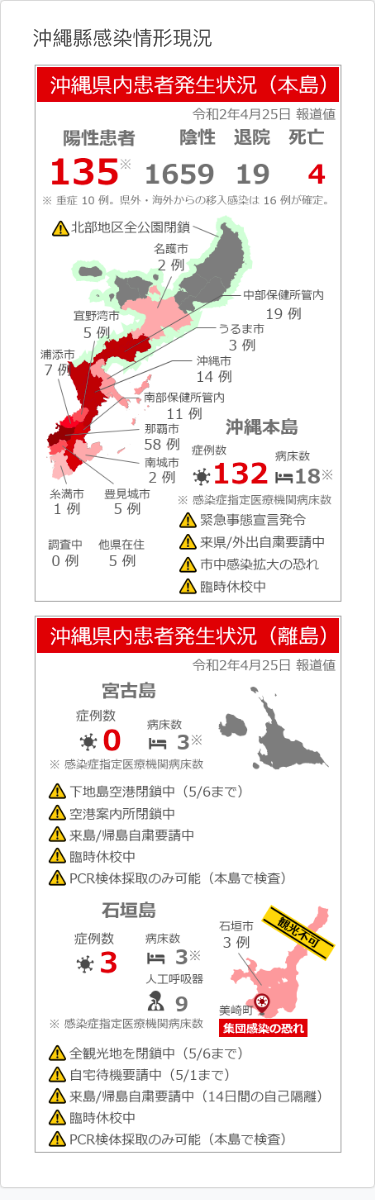 沖繩縣感染情形現況
沖縄県内患者発生状況（本島）
令和2年4月25日 報道値
陽性患者 陰性 退院 死亡
135※ 1659 19 4
※ 重症 10 例。県外・海外からの移入感染は 16 例が確定。
北部地区全公園閉鎖
名護市
2 例
中部保健所管内
19 例
宜野湾市
5 例
うるま市
3 例
浦添市
7 例
沖縄市
14 例
南部保健所管内
11 例
那覇市
58 例
南城市
2 例
糸満市
1 例
豊見城市
5 例
調査中
0 例
他県在住
5 例
沖縄本島
症例数 病床数
132 18※
※ 感染症指定医療機関病床数
緊急事態宣言発令
来県/外出自粛要請中
市中感染拡大の恐れ
臨時休校中
沖縄県内患者発生状況（離島）
令和2年4月25日 報道値
宮古島
症例数 病床数
0 3※
※ 感染症指定医療機関病床数
下地島空港閉鎖中（5/6まで）
空港案内所閉鎖中
来島/帰島自粛要請中
臨時休校中
PCR検体採取のみ可能（本島で検査）
石垣島
症例数 病床数
3 3※
人工呼吸器
9
※ 感染症指定医療機関病床数
石垣市
3 例
観光不可
美崎町
集団感染の恐れ
全観光地を閉鎖中（5/6まで）
自宅待機要請中（5/1まで）
来島/帰島自粛要請中（14日間の自己隔離）
臨時休校中
PCR検体採取のみ可能（本島で検査）